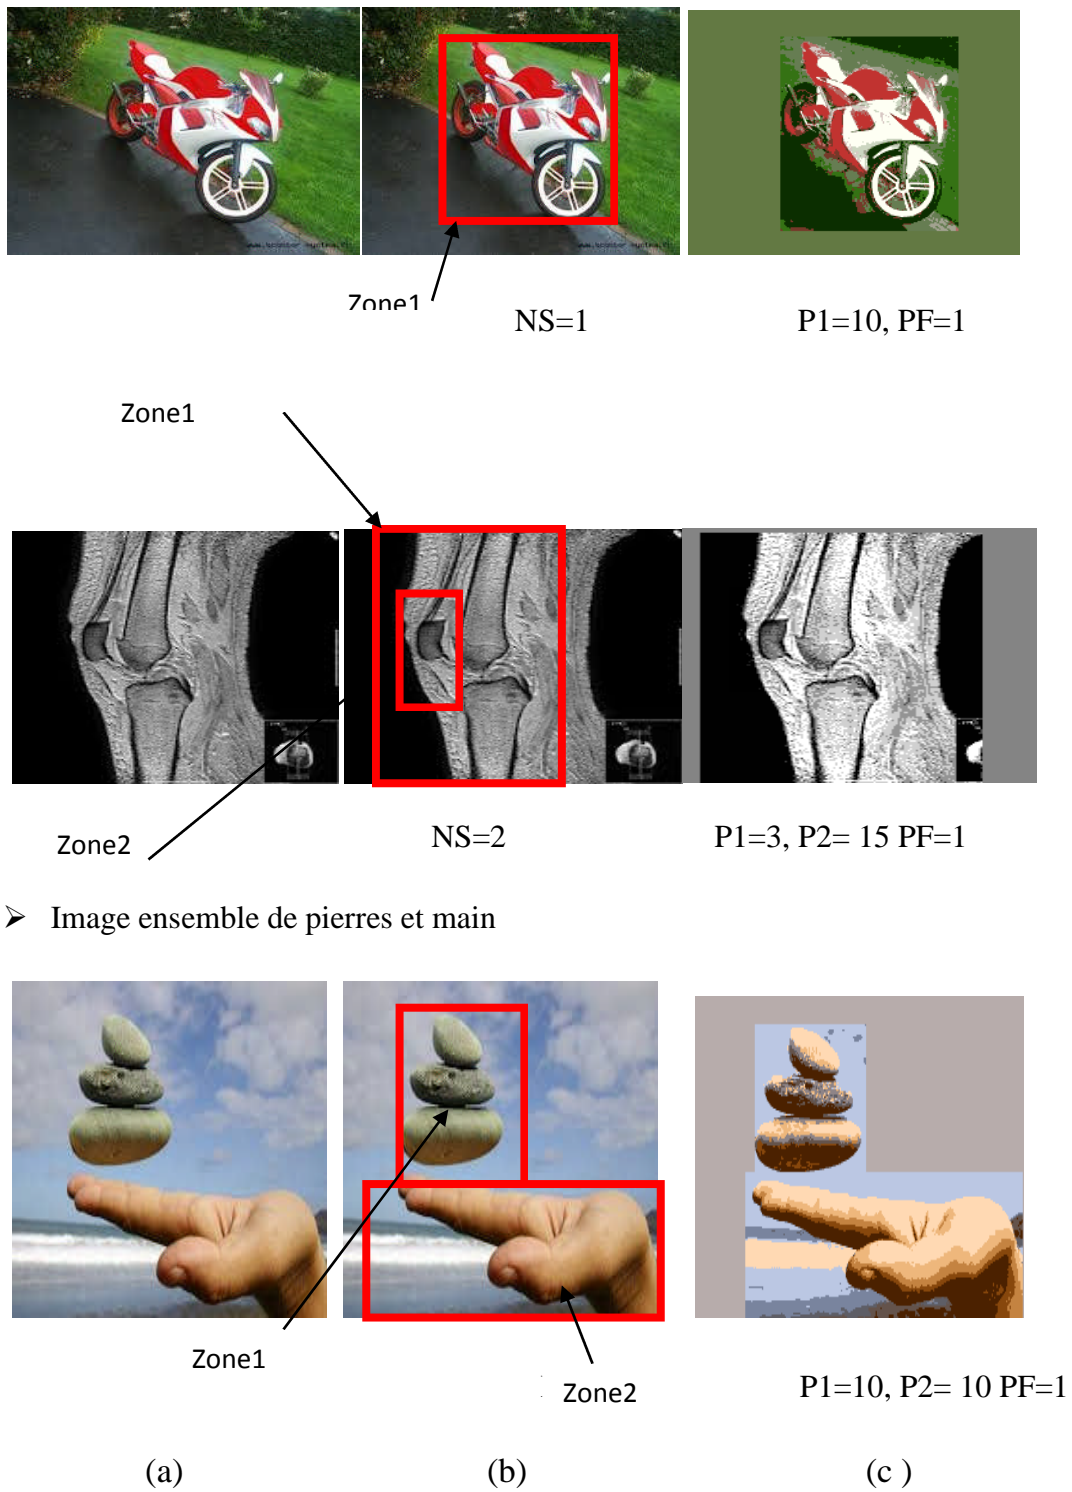 Zone1
NS=1
P1=10, PF=1
Zone1
Zone2
NS=2
P1=3, P2= 15 PF=1
➢ Image ensemble de pierres et main
Zone1
Zone2
P1=10, P2= 10 PF=1
(a)
(b)
(c )